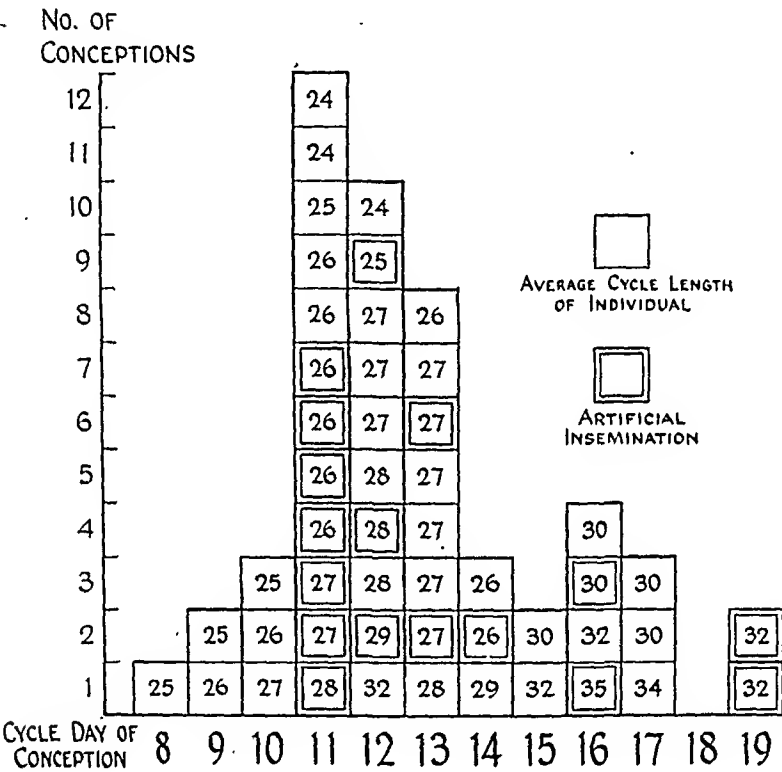 No. OF
CONCEPTIONS
12 24
11 24
10 25 24
9 26 25
AVERAGE CYCLE LENGTH
OF INDIVIDUAL
8 26 27 26
7 26 27 27
6 26 27 27
ARTIFICIAL
INSEMINATION
5 26 28 27
4 26 28 27 30
3 25 27 28 27 26 30 30
2 25 26 27 29 27 26 30 32 30 32
1 25 26 27 28 32 28 29 32 35 34 32
CYCLE DAY OF
CONCEPTION 8 9 10 11 12 13 14 15 16 17 18 19